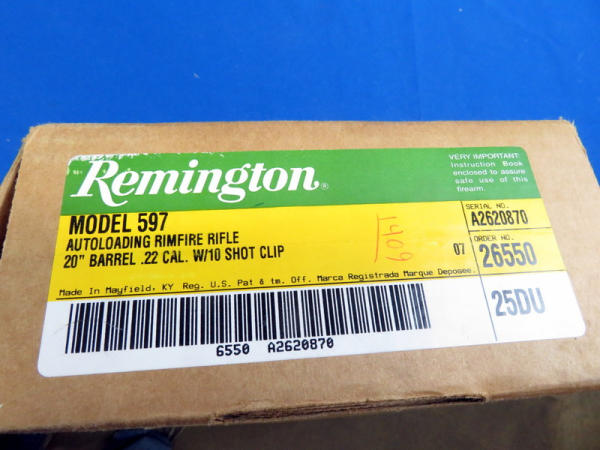 Remington®
VERY IMPORTANT
Instruction Book
enclosed to assure
safe use of this
firearm.
MODEL 597
AUTOLOADING RIMFIRE RIFLE
20" BARREL .22 CAL. W/10 SHOT CLIP
07
SERIAL NO.
A2620870
ORDER NO.
26550
25DU
Made In Mayfield, KY Reg. U.S. Pat & tm. Off. Marca Registrada Marque Deposee.
6550 A2620870